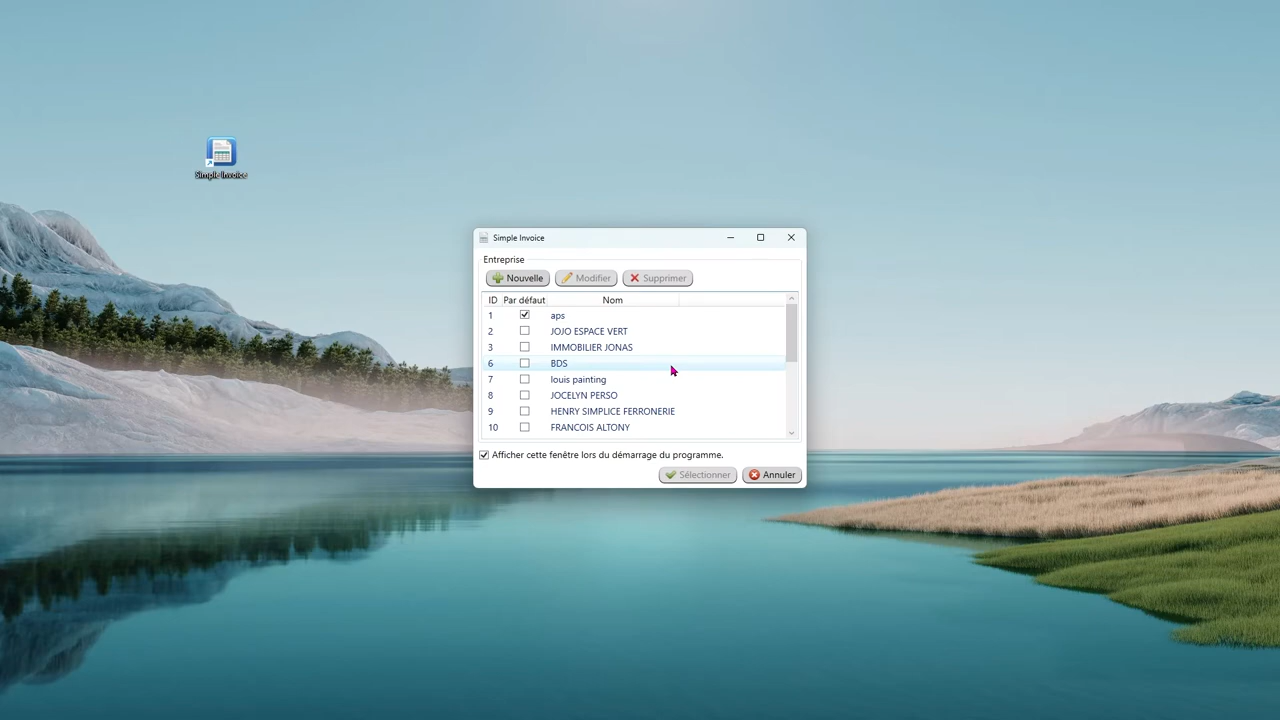 Simple Invoice
Simple Invoice
Entreprise
Nouvelle Modifier Supprimer
ID Par défaut Nom
1 aps
2 JOJO ESPACE VERT
3 IMMOBILIER JONAS
6 BDS
7 louis painting
8 JOCELYN PERSO
9 HENRY SIMPLICE FERRONERIE
10 FRANCOIS ALTONY
Afficher cette fenêtre lors du démarrage du programme.
Sélectionner Annuler